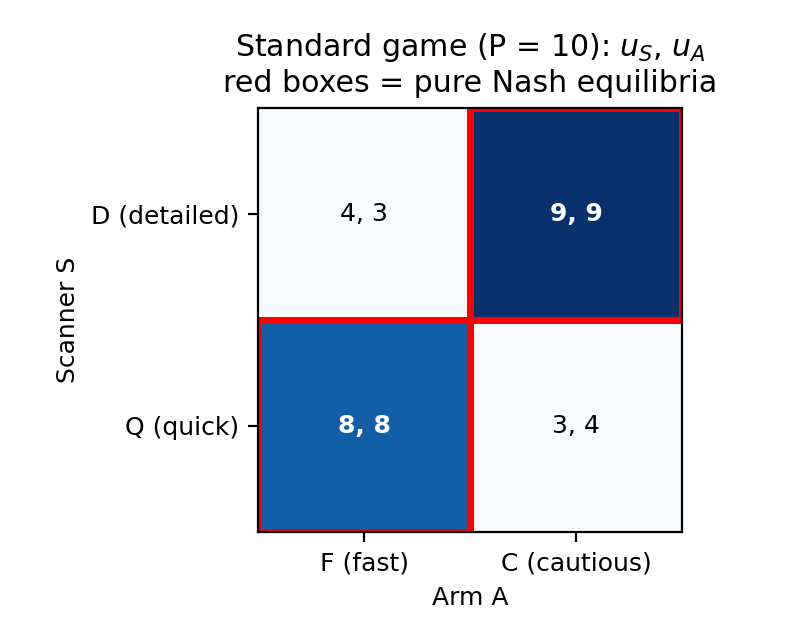 Standard game (P = 10): u_S, u_A
red boxes = pure Nash equilibria
D (detailed)
4, 3
9, 9
Scanner S
Q (quick)
8, 8
3, 4
F (fast)
C (cautious)
Arm A